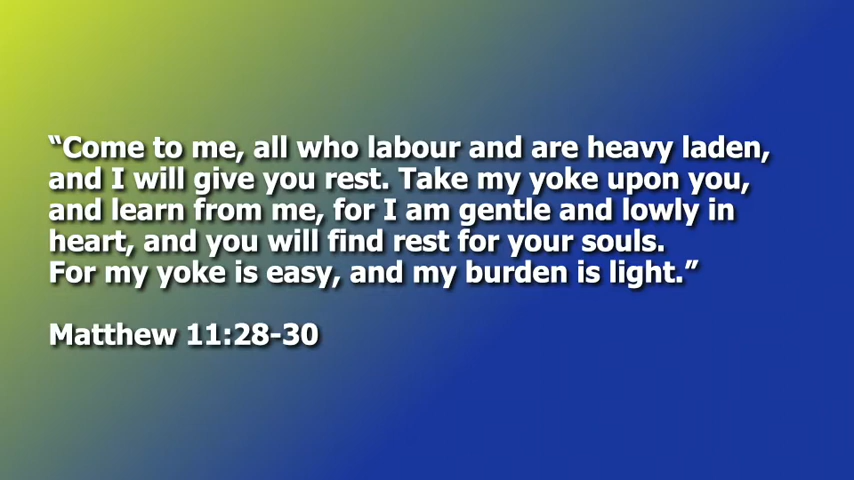 “Come to me, all who labour and are heavy laden,
and I will give you rest. Take my yoke upon you,
and learn from me, for I am gentle and lowly in
heart, and you will find rest for your souls.
For my yoke is easy, and my burden is light.”
Matthew 11:28-30